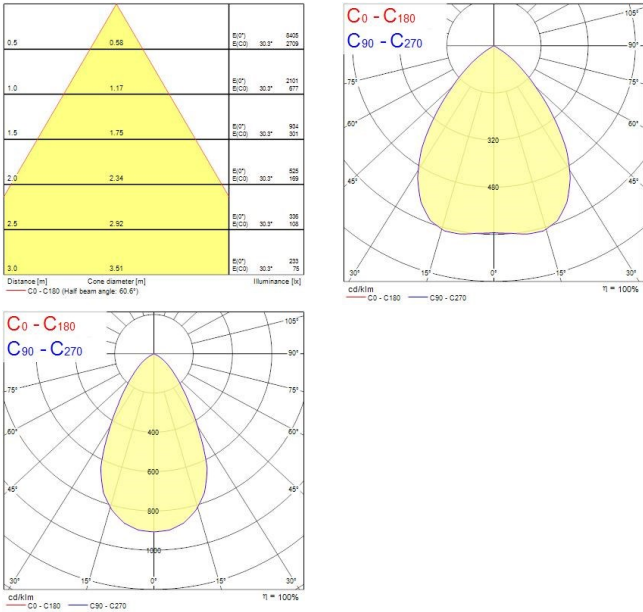 0.5 0.58 E(0°) 8405
E(C0) 30.3° 2709
1.0 1.17 E(0°) 2101
E(C0) 30.3° 677
1.5 1.75 E(0°) 934
E(C0) 30.3° 301
2.0 2.34 E(0°) 525
E(C0) 30.3° 169
2.5 2.92 E(0°) 336
E(C0) 30.3° 108
3.0 3.51 E(0°) 233
E(C0) 30.3° 75
Distance [m] Cone diameter [m] Illuminance [lx]
C0 - C180 (Half beam angle: 60.6°)
C0 - C180
C90 - C270
105°
90°
75° 75°
60° 60°
45° 45°
320
480
30° 15° 0° 15° 30°
cd/klm η = 100%
C0 - C180 C90 - C270
C0 - C180
C90 - C270
105°
90°
75° 75°
60° 60°
45° 45°
400
600
800
1000
30° 15° 0° 15° 30°
cd/klm η = 100%
C0 - C180 C90 - C270